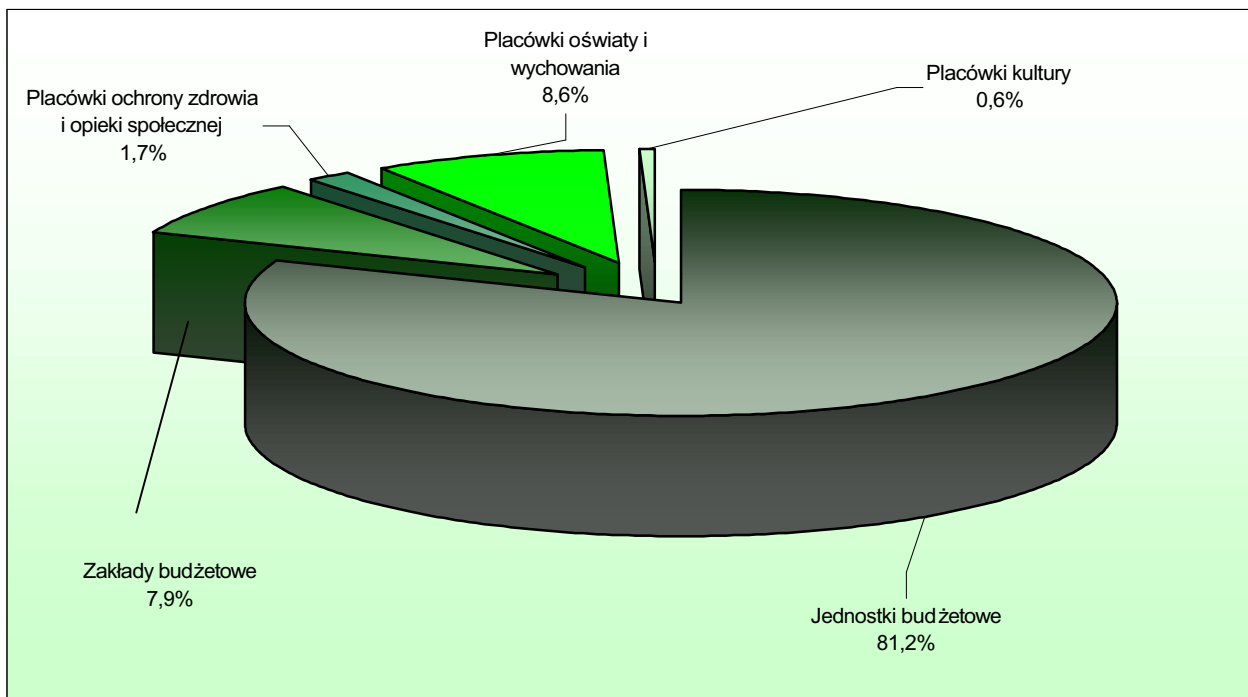 Placówki oświaty i
wychowania
8,6%
Placówki kultury
0,6%
Placówki ochrony zdrowia
i opieki społecznej
1,7%
Zakłady budżetowe
7,9%
Jednostki budżetowe
81,2%